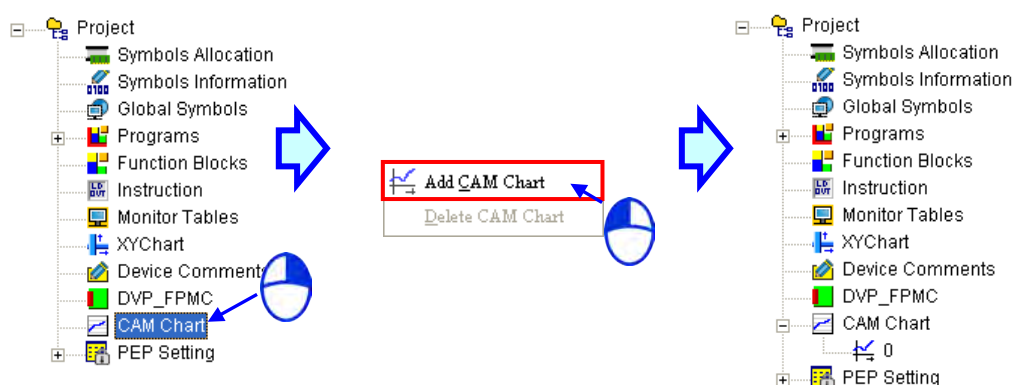 Project
Symbols Allocation
Symbols Information
Global Symbols
Programs
Function Blocks
Instruction
Monitor Tables
XYChart
Device Comments
DVP_FPMC
CAM Chart
PEP Setting
Add CAM Chart
Delete CAM Chart
Project
Symbols Allocation
Symbols Information
Global Symbols
Programs
Function Blocks
Instruction
Monitor Tables
XYChart
Device Comments
DVP_FPMC
CAM Chart
0
PEP Setting